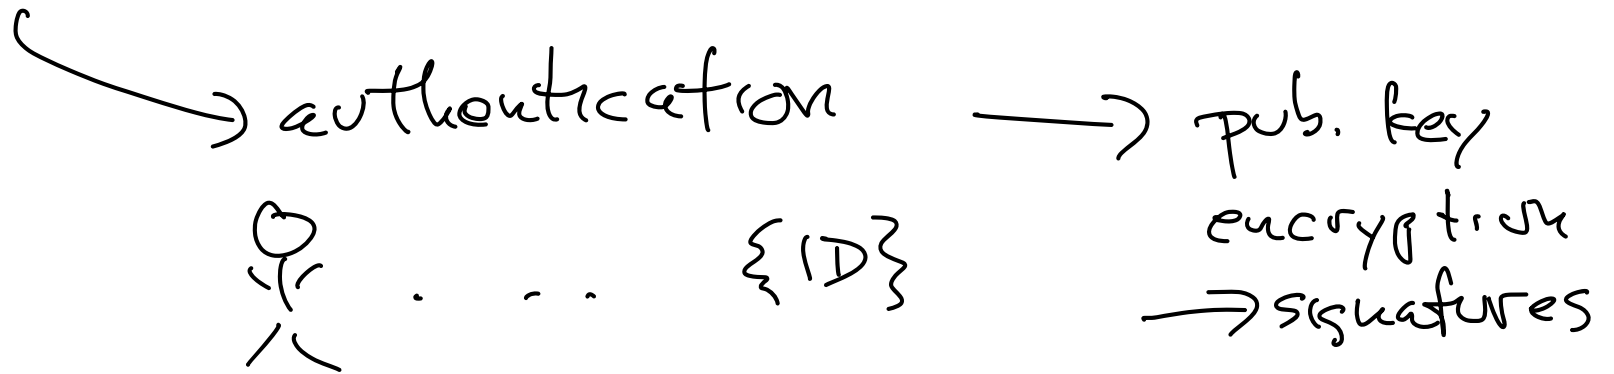 → authentication → pub. key
encryption
... {ID}
→ signatures